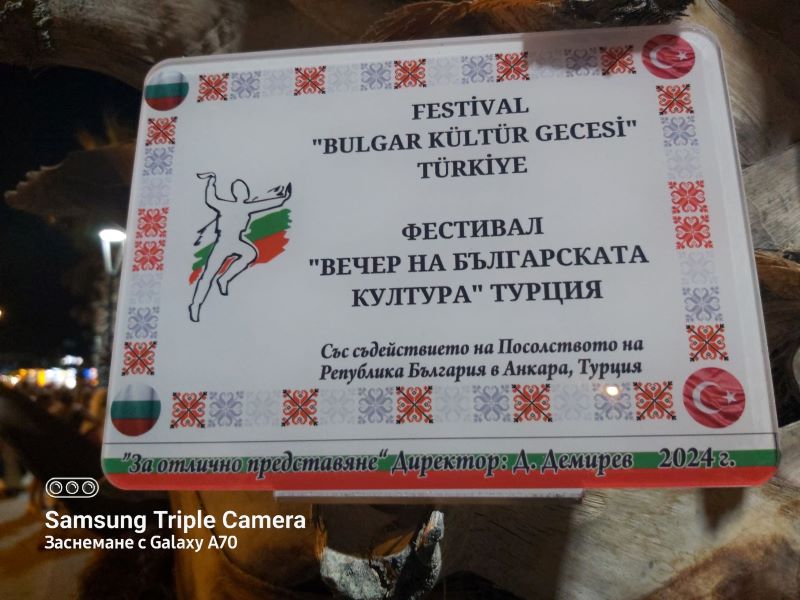 FESTİVAL
"BULGAR KÜLTÜR GECESİ"
TÜRKİYE
ФЕСТИВАЛ
"ВЕЧЕР НА БЪЛГАРСКАТА
КУЛТУРА" ТУРЦИЯ
Със съдействието на Посолството на
Република България в Анкара, Турция
"За отлично представяне“ Директор: Д. Демирев 2024 г.
Samsung Triple Camera
Заснемане с Galaxy A70